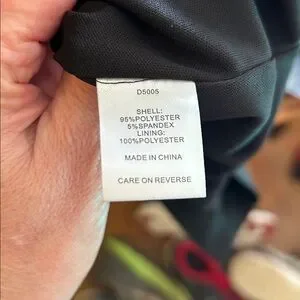 D5005
SHELL:
95%POLYESTER
5%SPANDEX
LINING:
100%POLYESTER
MADE IN CHINA
CARE ON REVERSE